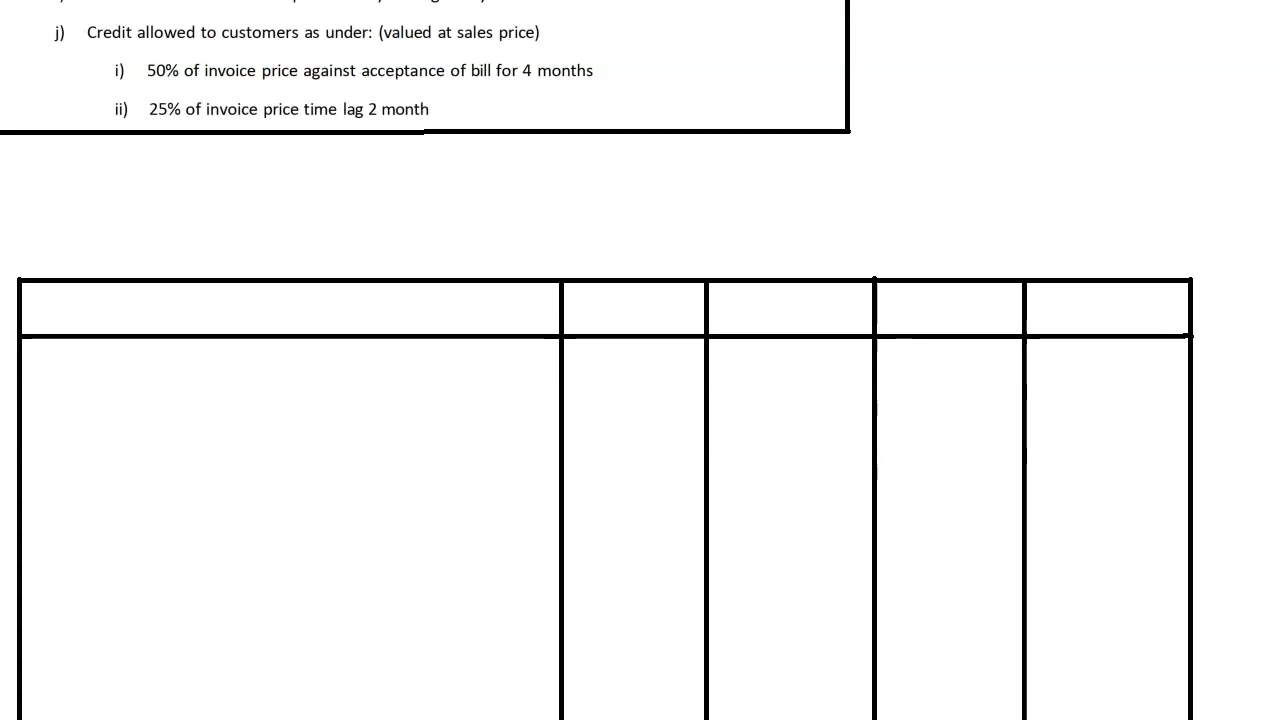 j) Credit allowed to customers as under: (valued at sales price)
i) 50% of invoice price against acceptance of bill for 4 months
ii) 25% of invoice price time lag 2 month